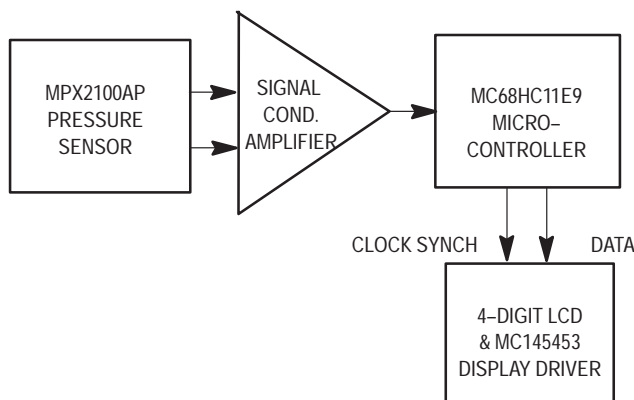 MPX2100AP
PRESSURE
SENSOR
SIGNAL
COND.
AMPLIFIER
MC68HC11E9
MICRO–
CONTROLLER
CLOCK SYNCH
DATA
4–DIGIT LCD
& MC145453
DISPLAY DRIVER